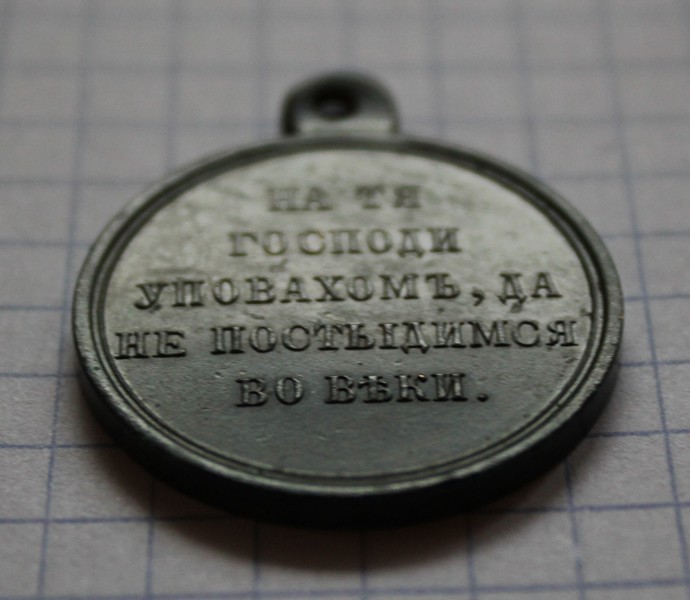 НА ТЯ
ГОСПОДИ
УПОВАХОМЪ, ДА
НЕ ПОСТЫДИМСЯ
ВО ВѢКИ.